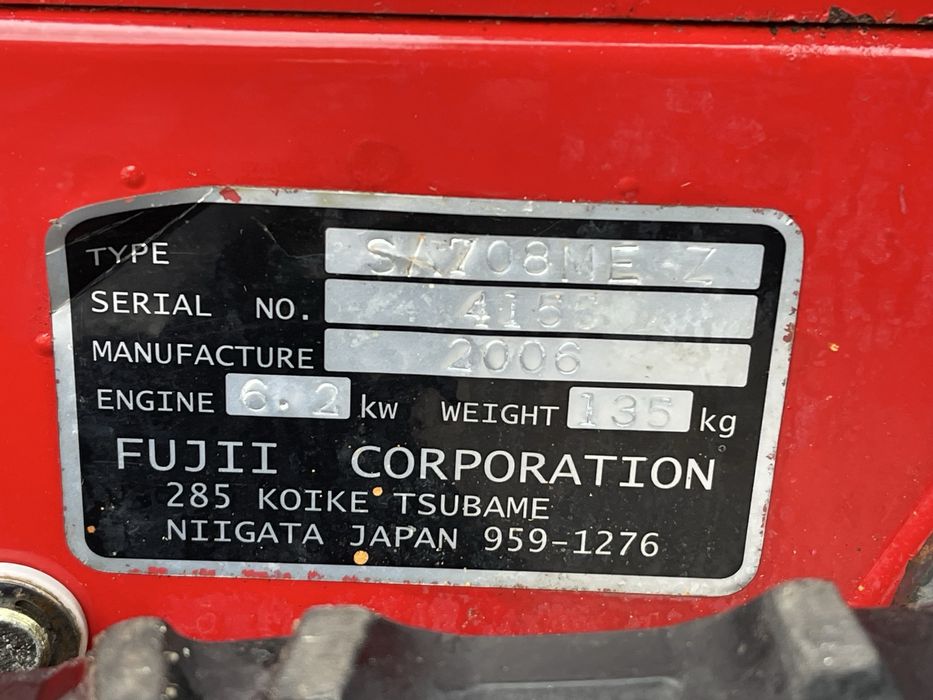 TYPE SA708ME Z
SERIAL NO. 4155
MANUFACTURE 2006
ENGINE 6.2 kw WEIGHT 135 kg
FUJII CORPORATION
285 KOIKE TSUBAME
NIIGATA JAPAN 959-1276